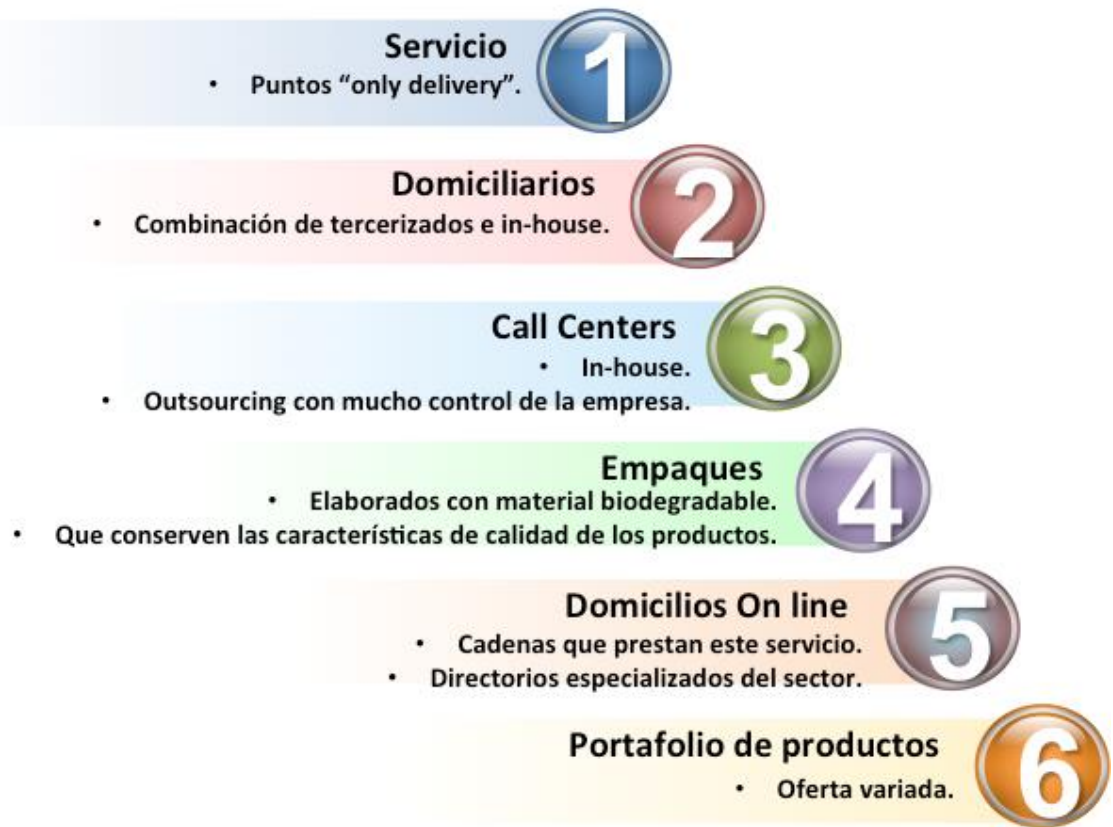 Servicio
• Puntos “only delivery”.
1
Domiciliarios
• Combinación de tercerizados e in-house.
2
Call Centers
• In-house.
• Outsourcing con mucho control de la empresa.
3
Empaques
• Elaborados con material biodegradable.
• Que conserven las características de calidad de los productos.
4
Domicilios On line
• Cadenas que prestan este servicio.
• Directorios especializados del sector.
5
Portafolio de productos
• Oferta variada.
6